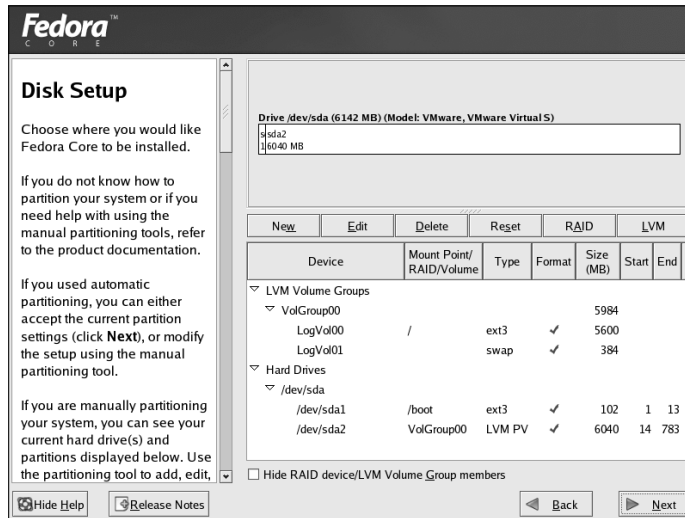 Fedora™
CORE
Disk Setup
Choose where you would like
Fedora Core to be installed.
If you do not know how to
partition your system or if you
need help with using the
manual partitioning tools, refer
to the product documentation.
If you used automatic
partitioning, you can either
accept the current partition
settings (click Next), or modify
the setup using the manual
partitioning tool.
If you are manually partitioning
your system, you can see your
current hard drive(s) and
partitions displayed below. Use
the partitioning tool to add, edit,
Drive /dev/sda (6142 MB) (Model: VMware, VMware Virtual S)
s sda2
1 6040 MB
New Edit Delete Reset RAID LVM
Device Mount Point/ RAID/Volume Type Format Size (MB) Start End
LVM Volume Groups
VolGroup00 5984
LogVol00 / ext3 ✓ 5600
LogVol01 swap ✓ 384
Hard Drives
/dev/sda
/dev/sda1 /boot ext3 ✓ 102 1 13
/dev/sda2 VolGroup00 LVM PV ✓ 6040 14 783
Hide RAID device/LVM Volume Group members
Hide Help Release Notes Back Next